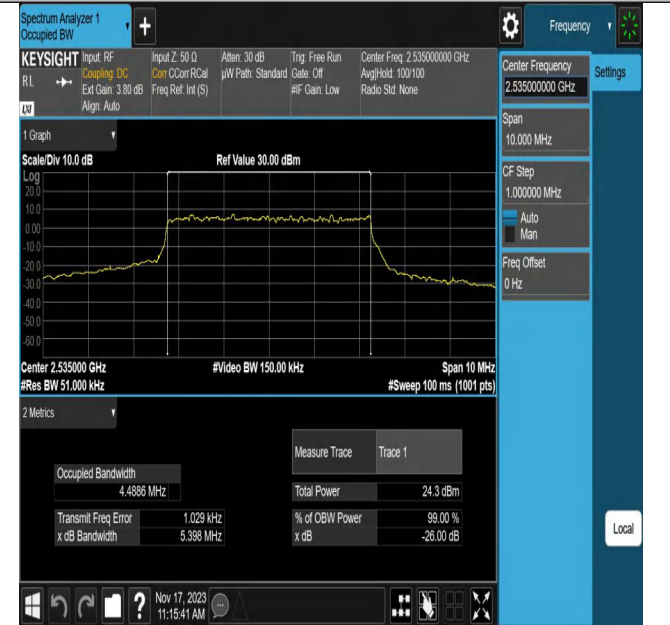 Spectrum Analyzer 1
Occupied BW
+
Frequency
KEYSIGHT Input: RF Input Z: 50 Ω Atten: 30 dB Trig: Free Run Center Freq: 2.535000000 GHz
RL Coupling: DC Corr CCorr RCal µW Path: Standard Gate: Off Avg|Hold: 100/100
Ext Gain: 3.80 dB Freq Ref: Int (S) #IF Gain: Low Radio Std: None
LXI Align: Auto
Center Frequency
2.535000000 GHz
Settings
Span
10.000 MHz
CF Step
1.000000 MHz
Auto
Man
Freq Offset
0 Hz
Local
1 Graph
Scale/Div 10.0 dB Ref Value 30.00 dBm
Log
20.0
10.0
0.00
-10.0
-20.0
-30.0
-40.0
-50.0
-60.0
Center 2.535000 GHz #Video BW 150.00 kHz Span 10 MHz
#Res BW 51.000 kHz #Sweep 100 ms (1001 pts)
2 Metrics
Measure Trace Trace 1
Occupied Bandwidth
4.4886 MHz
Total Power 24.3 dBm
Transmit Freq Error 1.029 kHz % of OBW Power 99.00 %
x dB Bandwidth 5.398 MHz x dB -26.00 dB
? Nov 17, 2023
11:15:41 AM